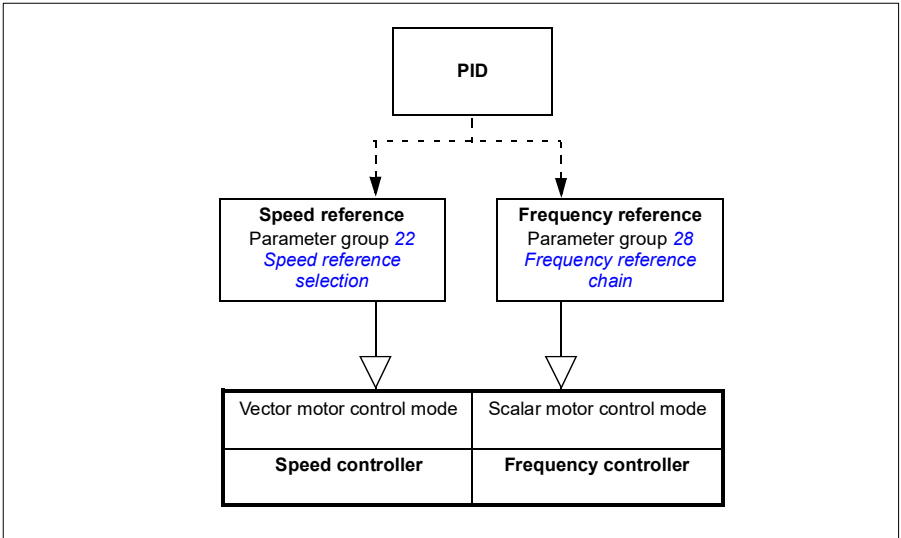 PID
Speed reference
Parameter group 22
Speed reference
selection
Frequency reference
Parameter group 28
Frequency reference
chain
Vector motor control mode
Scalar motor control mode
Speed controller
Frequency controller